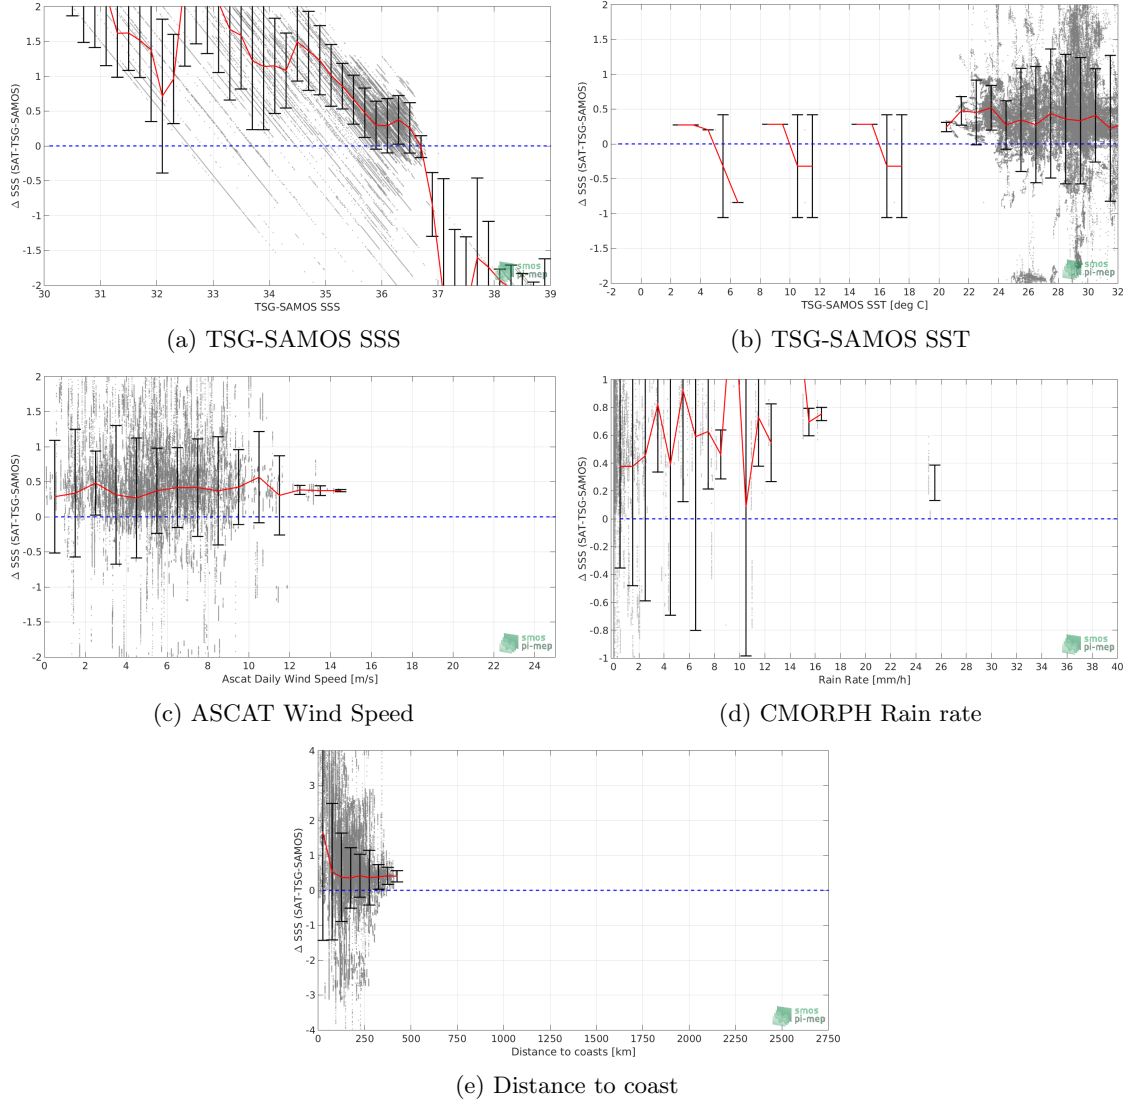 2
1.5
1
0.5
0
-0.5
-1
-1.5
-2
Δ SSS (SAT-TSG-SAMOS)
30 31 32 33 34 35 36 37 38 39
TSG-SAMOS SSS
smos
pi-mep
(a) TSG-SAMOS SSS
2
1.5
1
0.5
0
-0.5
-1
-1.5
-2
Δ SSS (SAT-TSG-SAMOS)
-2 0 2 4 6 8 10 12 14 16 18 20 22 24 26 28 30 32
TSG-SAMOS SST [deg C]
smos
pi-mep
(b) TSG-SAMOS SST
2
1.5
1
0.5
0
-0.5
-1
-1.5
-2
Δ SSS (SAT-TSG-SAMOS)
0 2 4 6 8 10 12 14 16 18 20 22 24
Ascat Daily Wind Speed [m/s]
smos
pi-mep
(c) ASCAT Wind Speed
1
0.8
0.6
0.4
0.2
0
-0.2
-0.4
-0.6
-0.8
-1
Δ SSS (SAT-TSG-SAMOS)
0 2 4 6 8 10 12 14 16 18 20 22 24 26 28 30 32 34 36 38 40
Rain Rate [mm/h]
smos
pi-mep
(d) CMORPH Rain rate
4
3
2
1
0
-1
-2
-3
-4
Δ SSS (SAT-TSG-SAMOS)
0 250 500 750 1000 1250 1500 1750 2000 2250 2500 2750
Distance to coasts [km]
smos
pi-mep
(e) Distance to coast